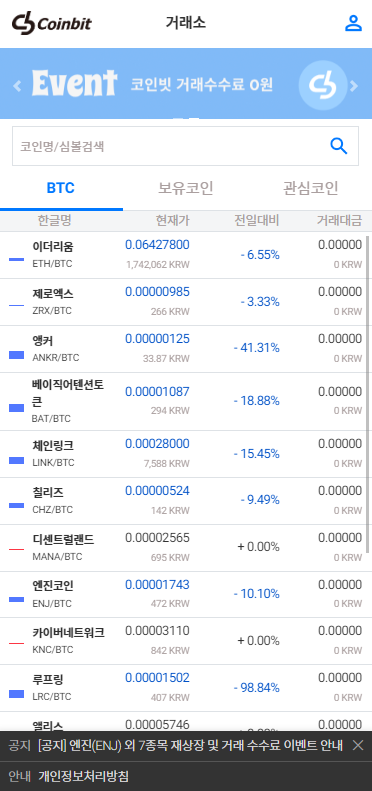 Coinbit 거래소
Event 코인빗 거래수수료 0원
코인명/심볼검색
BTC 보유코인 관심코인
한글명 현재가 전일대비 거래대금
이더리움 0.06427800 - 6.55% 0.00000
ETH/BTC 1,742,062 KRW 0 KRW
제로엑스 0.00000985 - 3.33% 0.00000
ZRX/BTC 266 KRW 0 KRW
앵커 0.00000125 - 41.31% 0.00000
ANKR/BTC 33.87 KRW 0 KRW
베이직어텐션토
큰 0.00001087 - 18.88% 0.00000
BAT/BTC 294 KRW 0 KRW
체인링크 0.00028000 - 15.45% 0.00000
LINK/BTC 7,588 KRW 0 KRW
칠리즈 0.00000524 - 9.49% 0.00000
CHZ/BTC 142 KRW 0 KRW
디센트럴랜드 0.00002565 + 0.00% 0.00000
MANA/BTC 695 KRW 0 KRW
엔진코인 0.00001743 - 10.10% 0.00000
ENJ/BTC 472 KRW 0 KRW
카이버네트워크 0.00003110 + 0.00% 0.00000
KNC/BTC 842 KRW 0 KRW
루프링 0.00001502 - 98.84% 0.00000
LRC/BTC 407 KRW 0 KRW
앨리스 0.00005746 0.00000
공지 [공지] 엔진(ENJ) 외 7종목 재상장 및 거래 수수료 이벤트 안내
안내 개인정보처리방침